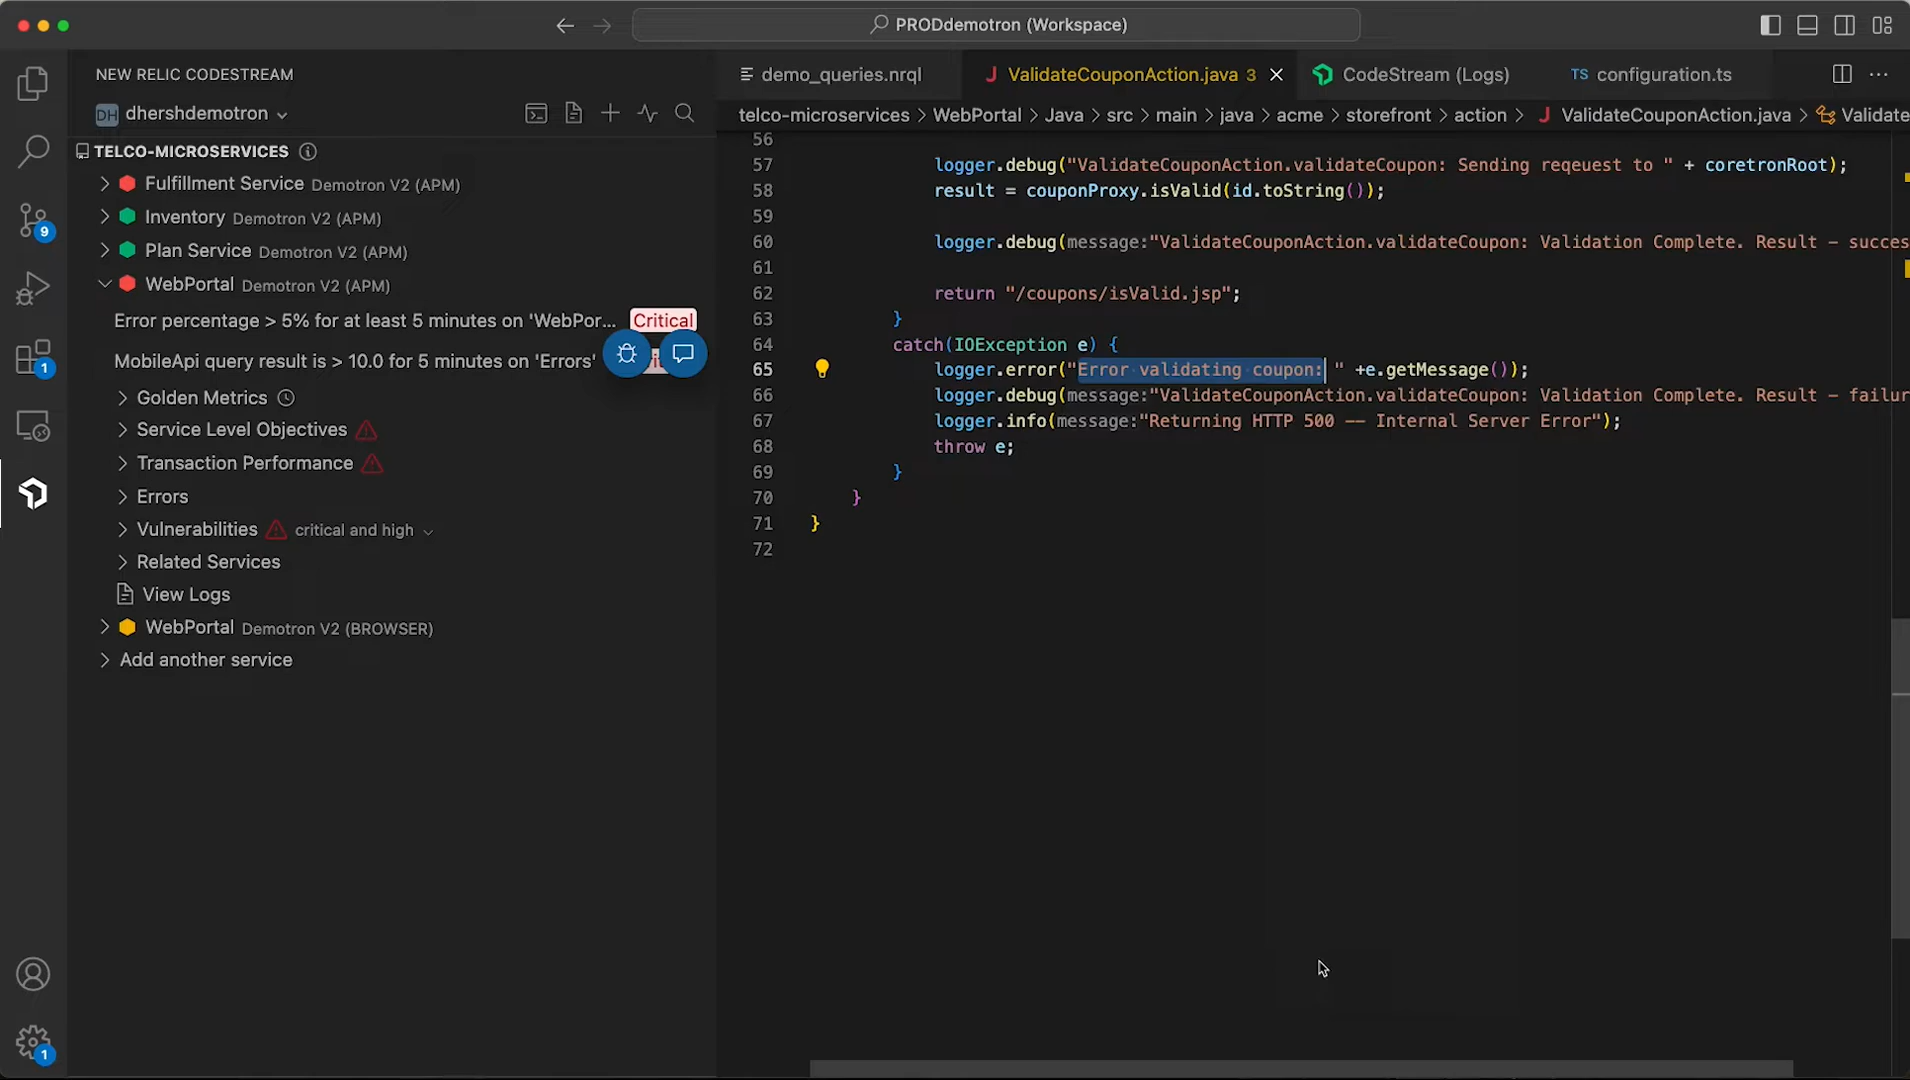 PRODdemotron (Workspace)
NEW RELIC CODESTREAM
DH dhershdemotron
TELCO-MICROSERVICES
Fulfillment Service Demotron V2 (APM)
Inventory Demotron V2 (APM)
Plan Service Demotron V2 (APM)
WebPortal Demotron V2 (APM)
Error percentage > 5% for at least 5 minutes on 'WebPor... Critical
MobileApi query result is > 10.0 for 5 minutes on 'Errors'
Golden Metrics
Service Level Objectives
Transaction Performance
Errors
Vulnerabilities critical and high
Related Services
View Logs
WebPortal Demotron V2 (BROWSER)
Add another service
9
1
1
demo_queries.nrql J ValidateCouponAction.java 3 CodeStream (Logs) TS configuration.ts
telco-microservices > WebPortal > Java > src > main > java > acme > storefront > action > J ValidateCouponAction.java > Validate
56
57 logger.debug("ValidateCouponAction.validateCoupon: Sending reqeuest to " + coretronRoot);
58 result = couponProxy.isValid(id.toString());
59
60 logger.debug(message:"ValidateCouponAction.validateCoupon: Validation Complete. Result - succes
61
62 return "/coupons/isValid.jsp";
63 }
64 catch(IOException e) {
65 logger.error("Error validating coupon: " +e.getMessage());
66 logger.debug(message:"ValidateCouponAction.validateCoupon: Validation Complete. Result - failur
67 logger.info(message:"Returning HTTP 500 -- Internal Server Error");
68 throw e;
69 }
70 }
71 }
72